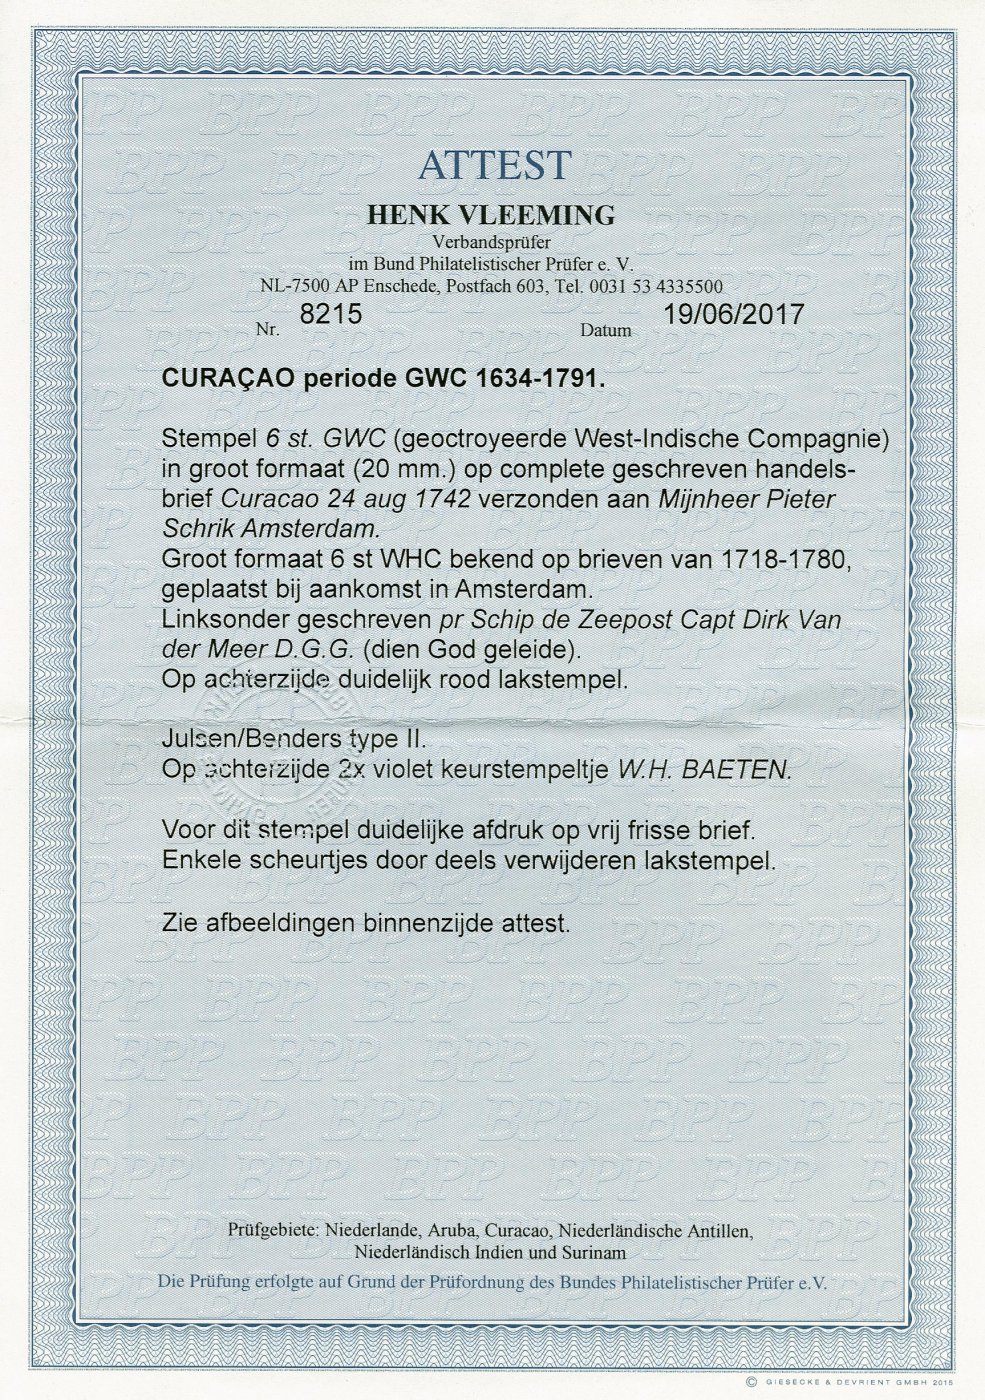 ATTEST
HENK VLEEMING
Verbandsprüfer
im Bund Philatelistischer Prüfer e. V.
NL-7500 AP Enschede, Postfach 603, Tel. 0031 53 4335500
Nr. 8215 Datum 19/06/2017
CURAÇAO periode GWC 1634-1791.
Stempel 6 st. GWC (geoctroyeerde West-Indische Compagnie)
in groot formaat (20 mm.) op complete geschreven handels-
brief Curacao 24 aug 1742 verzonden aan Mijnheer Pieter
Schrik Amsterdam.
Groot formaat 6 st WHC bekend op brieven van 1718-1780,
geplaatst bij aankomst in Amsterdam.
Linksonder geschreven pr Schip de Zeepost Capt Dirk Van
der Meer D.G.G. (dien God geleide).
Op achterzijde duidelijk rood lakstempel.
Julsen/Benders type II.
Op achterzijde 2x violet keurstempeltje W.H. BAETEN.
Voor dit stempel duidelijke afdruk op vrij frisse brief.
Enkele scheurtjes door deels verwijderen lakstempel.
Zie afbeeldingen binnenzijde attest.
Prüfgebiete: Niederlande, Aruba, Curacao, Niederländische Antillen,
Niederländisch Indien und Surinam
Die Prüfung erfolgte auf Grund der Prüfordnung des Bundes Philatelistischer Prüfer e.V.
© GIESECKE & DEVRIENT GMBH 2015